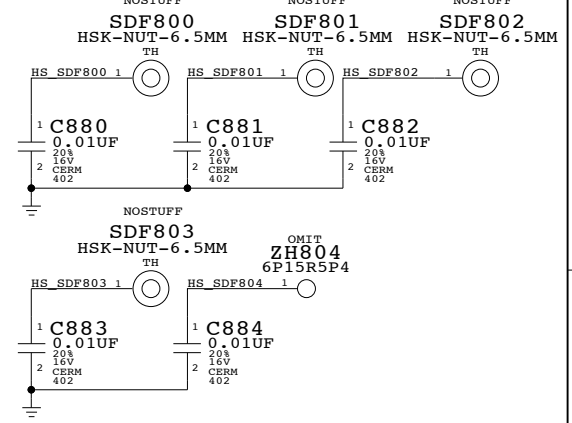 NOSTUFF NOSTUFF NOSTUFF
SDF800 SDF801 SDF802
HSK-NUT-6.5MM HSK-NUT-6.5MM HSK-NUT-6.5MM
TH TH TH
HS_SDF800 1 HS_SDF801 1 HS_SDF802 1
1 C880 1 C881 1 C882
0.01UF 0.01UF 0.01UF
20% 20% 20%
2 16V 2 16V 2 16V
CERM CERM CERM
402 402 402
NOSTUFF
SDF803
HSK-NUT-6.5MM
TH
OMIT
ZH804
6P15R5P4
HS_SDF803 1 HS_SDF804 1
1 C883 1 C884
0.01UF 0.01UF
20% 20%
2 16V 2 16V
CERM CERM
402 402